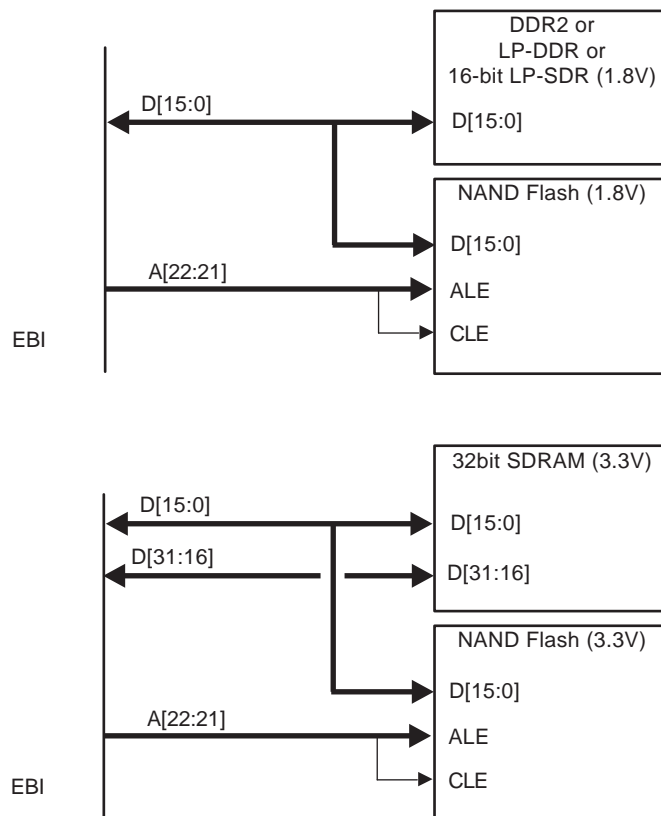 DDR2 or
LP-DDR or
16-bit LP-SDR (1.8V)
D[15:0]
D[15:0]
NAND Flash (1.8V)
D[15:0]
A[22:21]
ALE
EBI
CLE
32bit SDRAM (3.3V)
D[15:0]
D[15:0]
D[31:16]
D[31:16]
NAND Flash (3.3V)
D[15:0]
A[22:21]
ALE
EBI
CLE